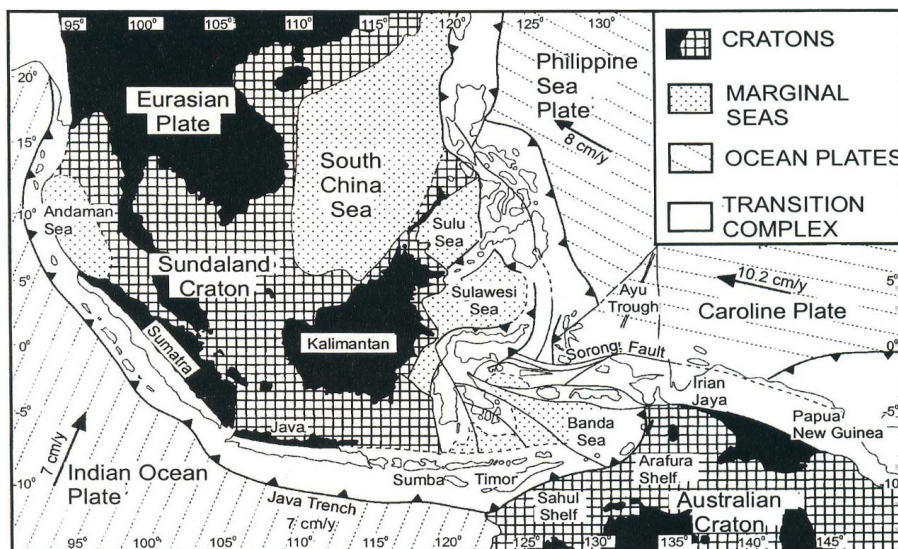 95°
100°
105°
110°
115°
120°
125°
130°
CRATONS
MARGINAL
SEAS
OCEAN PLATES
TRANSITION
COMPLEX
20°
15°
10°
5°
0°
-5°
-10°
Eurasian
Plate
Philippine
Sea
Plate
8 cm/y
South
China
Sea
Andaman
Sea
Sulu
Sea
Sundaland
Craton
Sulawesi
Sea
Ayu
Trough
10.2 cm/y
Caroline Plate
5°
0°
-5°
-10°
Kalimantan
Sumatra
Sorong Fault
Irian
Jaya
Papua
New Guinea
Java
Banda
Sea
7 cm/y
Indian Ocean
Plate
Sumba
Timor
Arafura
Shelf
Sahul
Shelf
Australian
Craton
Java Trench
7 cm/y
95°
100°
105°
110°
115°
120°
125°
130°
135°
140°
145°